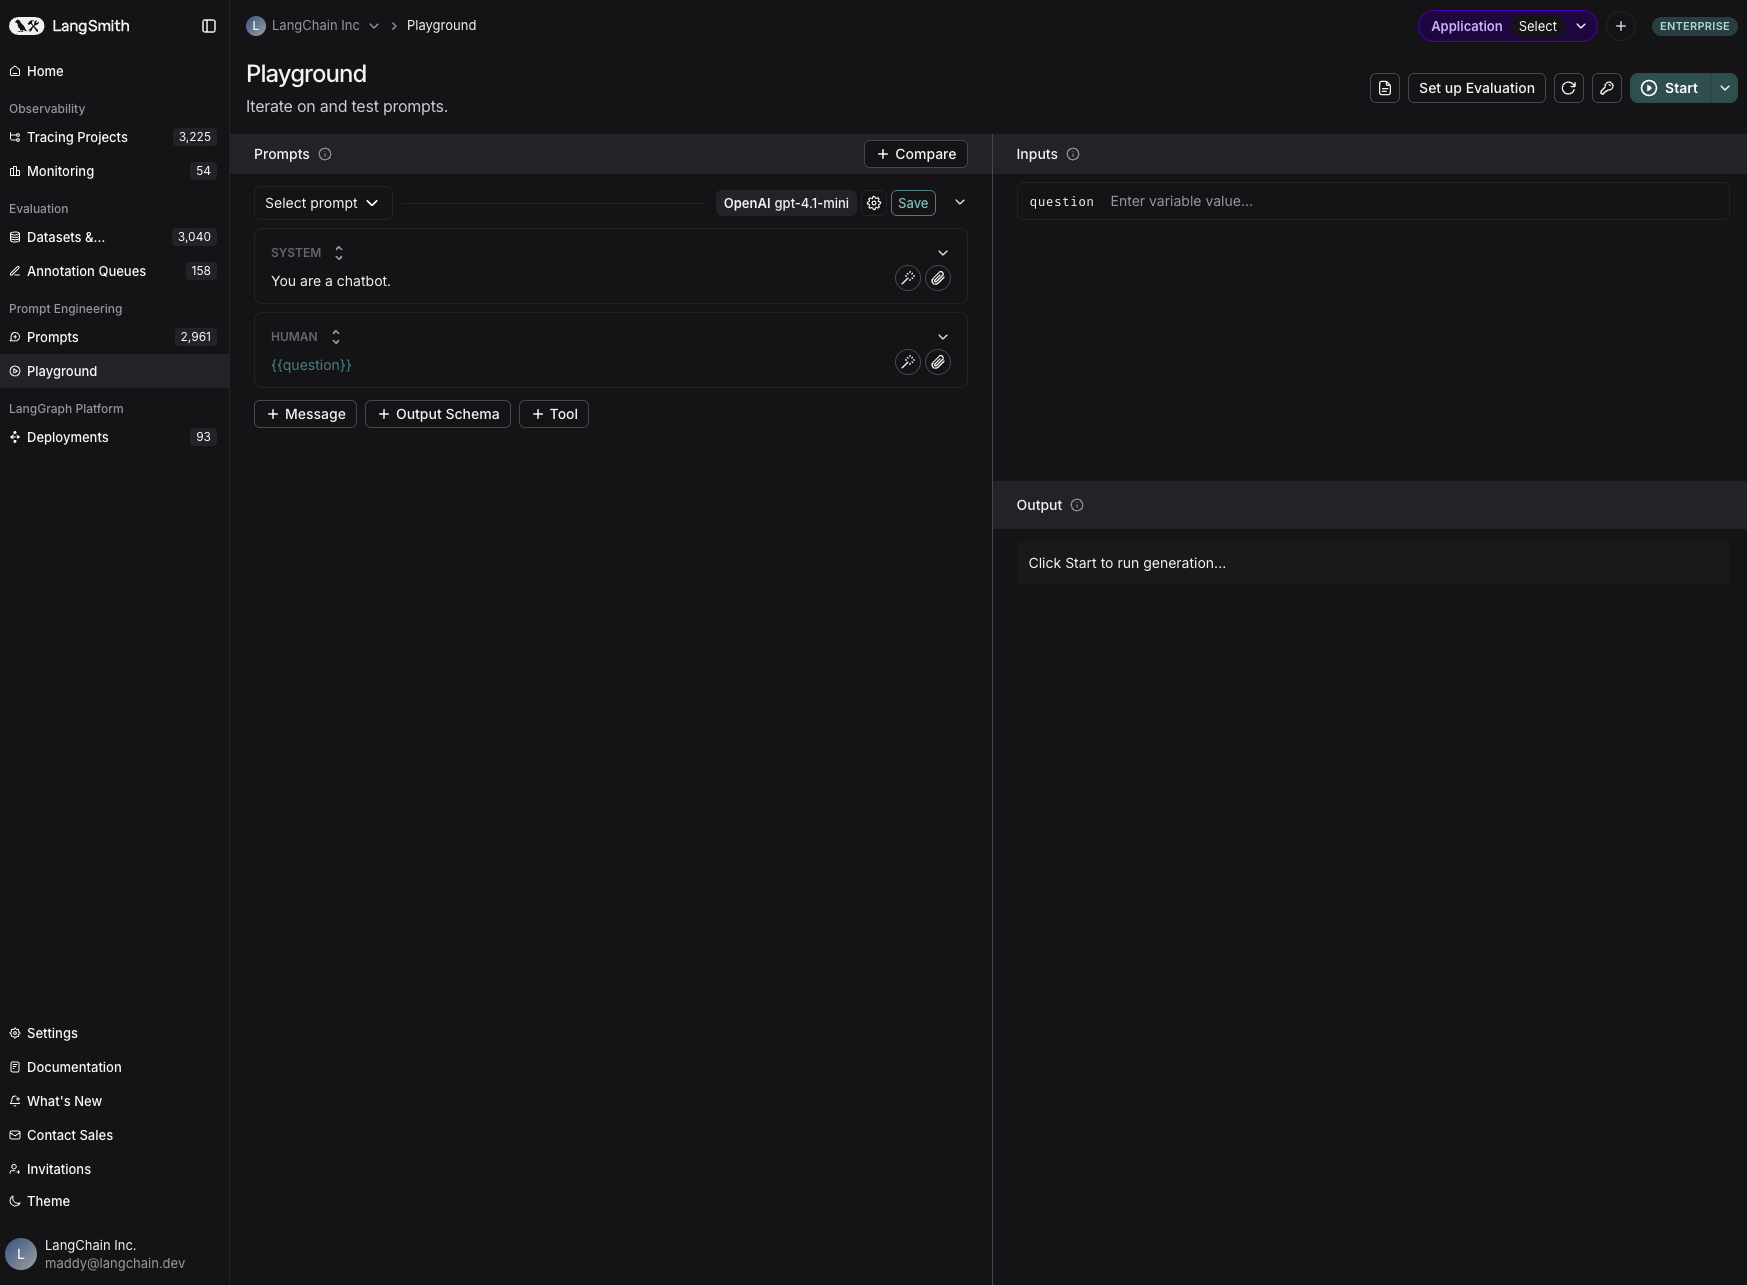 LangSmith
Home
Observability
Tracing Projects 3,225
Monitoring 54
Evaluation
Datasets &... 3,040
Annotation Queues 158
Prompt Engineering
Prompts 2,961
Playground
LangGraph Platform
Deployments 93
Settings
Documentation
What's New
Contact Sales
Invitations
Theme
L LangChain Inc.
maddy@langchain.dev
L LangChain Inc > Playground
Application Select
ENTERPRISE
Playground
Iterate on and test prompts.
Set up Evaluation
Start
Prompts
+ Compare
Select prompt
OpenAI gpt-4.1-mini
Save
SYSTEM
You are a chatbot.
HUMAN
{{question}}
+ Message + Output Schema + Tool
Inputs
question Enter variable value...
Output
Click Start to run generation...